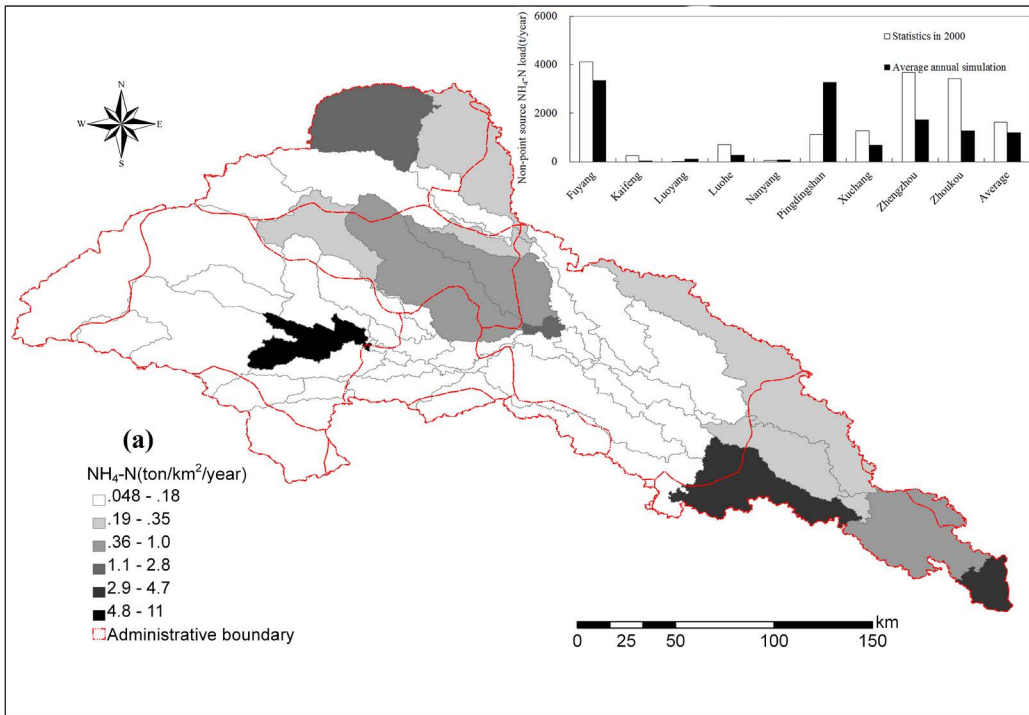 6000
4000
2000
0
Non-point source NH4-N load(t/year)
Statistics in 2000
Average annual simulation
Fuyang
Kaifeng
Luoyang
Luohe
Nanyang
Pingdingshan
Xuchang
Zhengzhou
Zhoukou
Average
N
W
E
S
(a)
NH₄-N(ton/km²/year)
.048 - .18
.19 - .35
.36 - 1.0
1.1 - 2.8
2.9 - 4.7
4.8 - 11
Administrative boundary
km
0 25 50 100 150